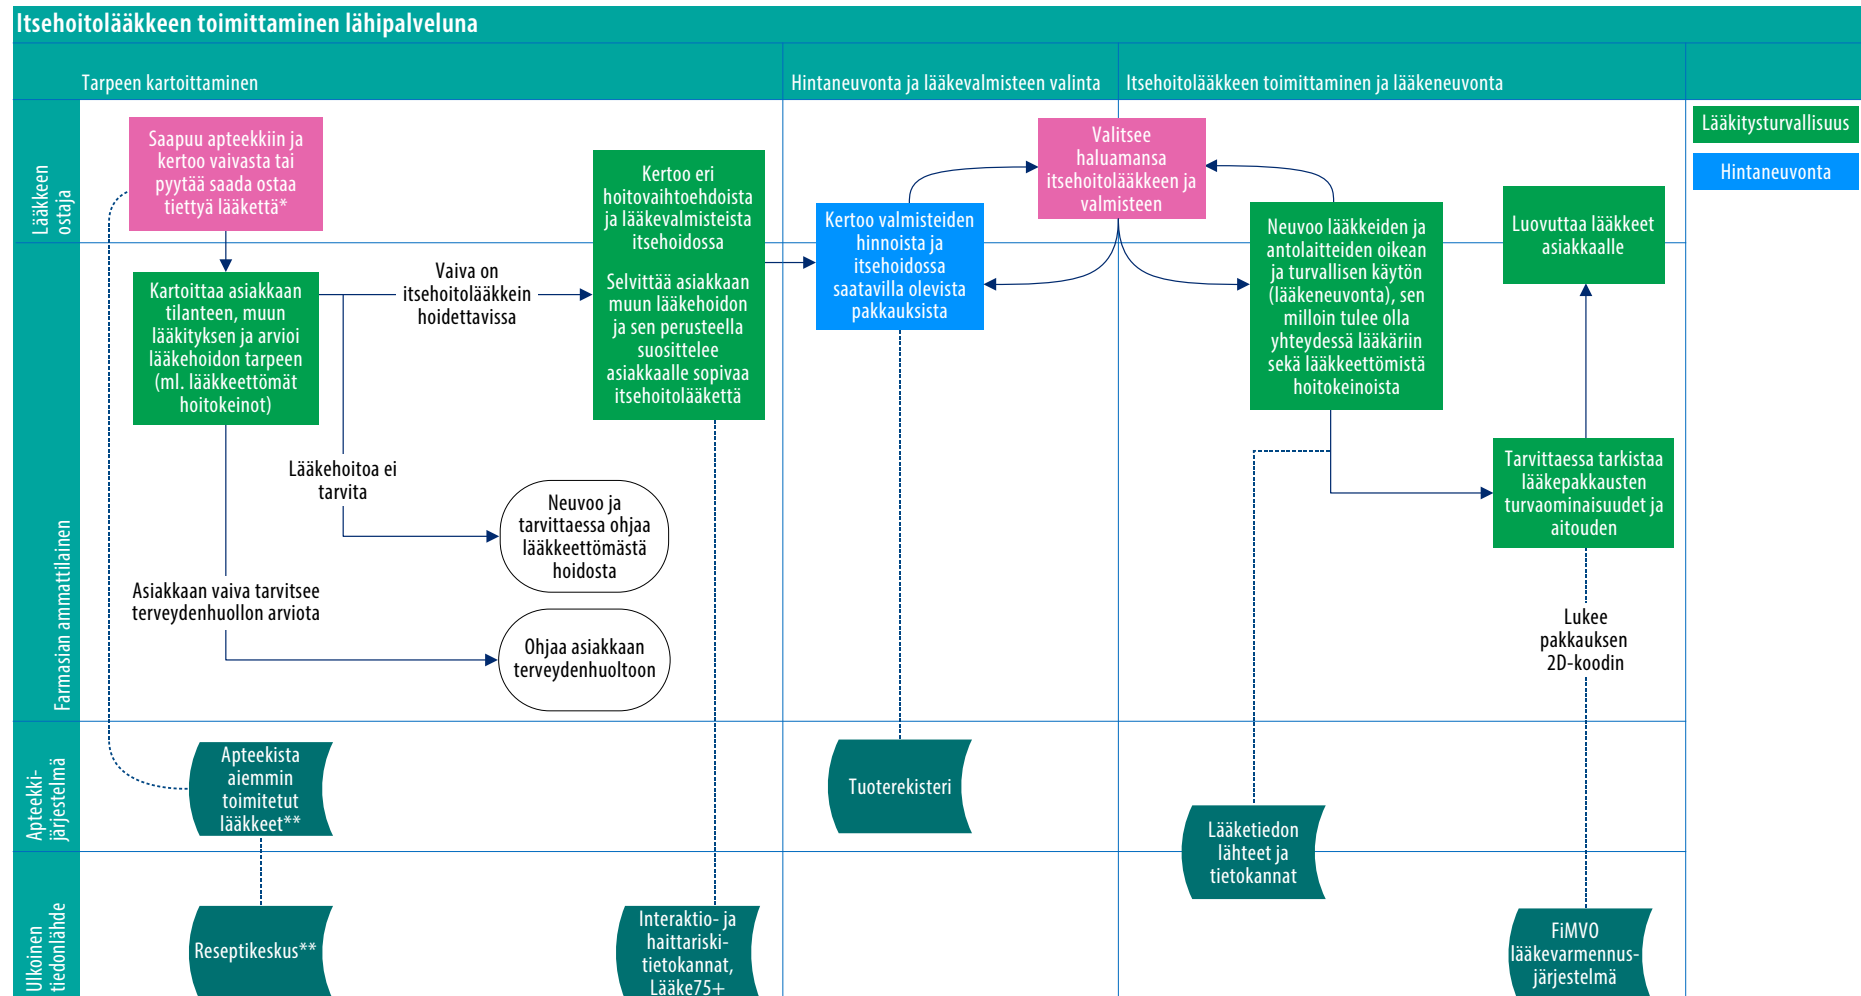 Itsehoitolääkkeen toimittaminen lähipalveluna
Tarpeen kartoittaminen
Hintaneuvonta ja lääkevalmisteen valinta
Itsehoitolääkkeen toimittaminen ja lääkeneuvonta
Lääkitysturvallisuus
Hintaneuvonta
Lääkkeen
ostaja
Saapuu apteekkiin ja
kertoo vaivasta tai
pyytää saada ostaa
tiettyä lääkettä*
Kertoo eri
hoitovaihtoehdoista
ja lääkevalmisteista
itsehoidossa
Selvittää asiakkaan
muun lääkehoidon
ja sen perusteella
suosittelee
asiakkaalle sopivaa
itsehoitolääkettä
Valitsee
haluamansa
itsehoitolääkkeen ja
valmisteen
Kertoo valmisteiden
hinnoista ja
itsehoidossa
saatavilla olevista
pakkauksista
Neuvoo lääkkeiden ja
antolaitteiden oikean
ja turvallisen käytön
(lääkeneuvonta), sen
milloin tulee olla
yhteydessä lääkäriin
sekä lääkkeettömistä
hoitokeinoista
Luovuttaa lääkkeet
asiakkaalle
Farmasian ammattilainen
Kartoittaa asiakkaan
tilanteen, muun
lääkityksen ja arvioi
lääkehoidon tarpeen
(ml. lääkkeettömät
hoitokeinot)
Vaiva on
itsehoitolääkkein
hoidettavissa
Lääkehoitoa ei
tarvita
Neuvoo ja
tarvittaessa ohjaa
lääkkeettömästä
hoidosta
Asiakkaan vaiva tarvitsee
terveydenhuollon arviota
Ohjaa asiakkaan
terveydenhuoltoon
Tarvittaessa tarkistaa
lääkepakkausten
turvaominaisuudet ja
aitouden
Lukee
pakkauksen
2D-koodin
Apteekki-
järjestelmä
Apteekista
aiemmin
toimitetut
lääkkeet**
Tuoterekisteri
Lääketiedon
lähteet ja
tietokannat
Ulkoinen
tiedonlähde
Reseptikeskus**
Interaktio- ja
haittariski-
tietokannat,
Lääke75+
FiMVO
lääkevarmennus-
järjestelmä